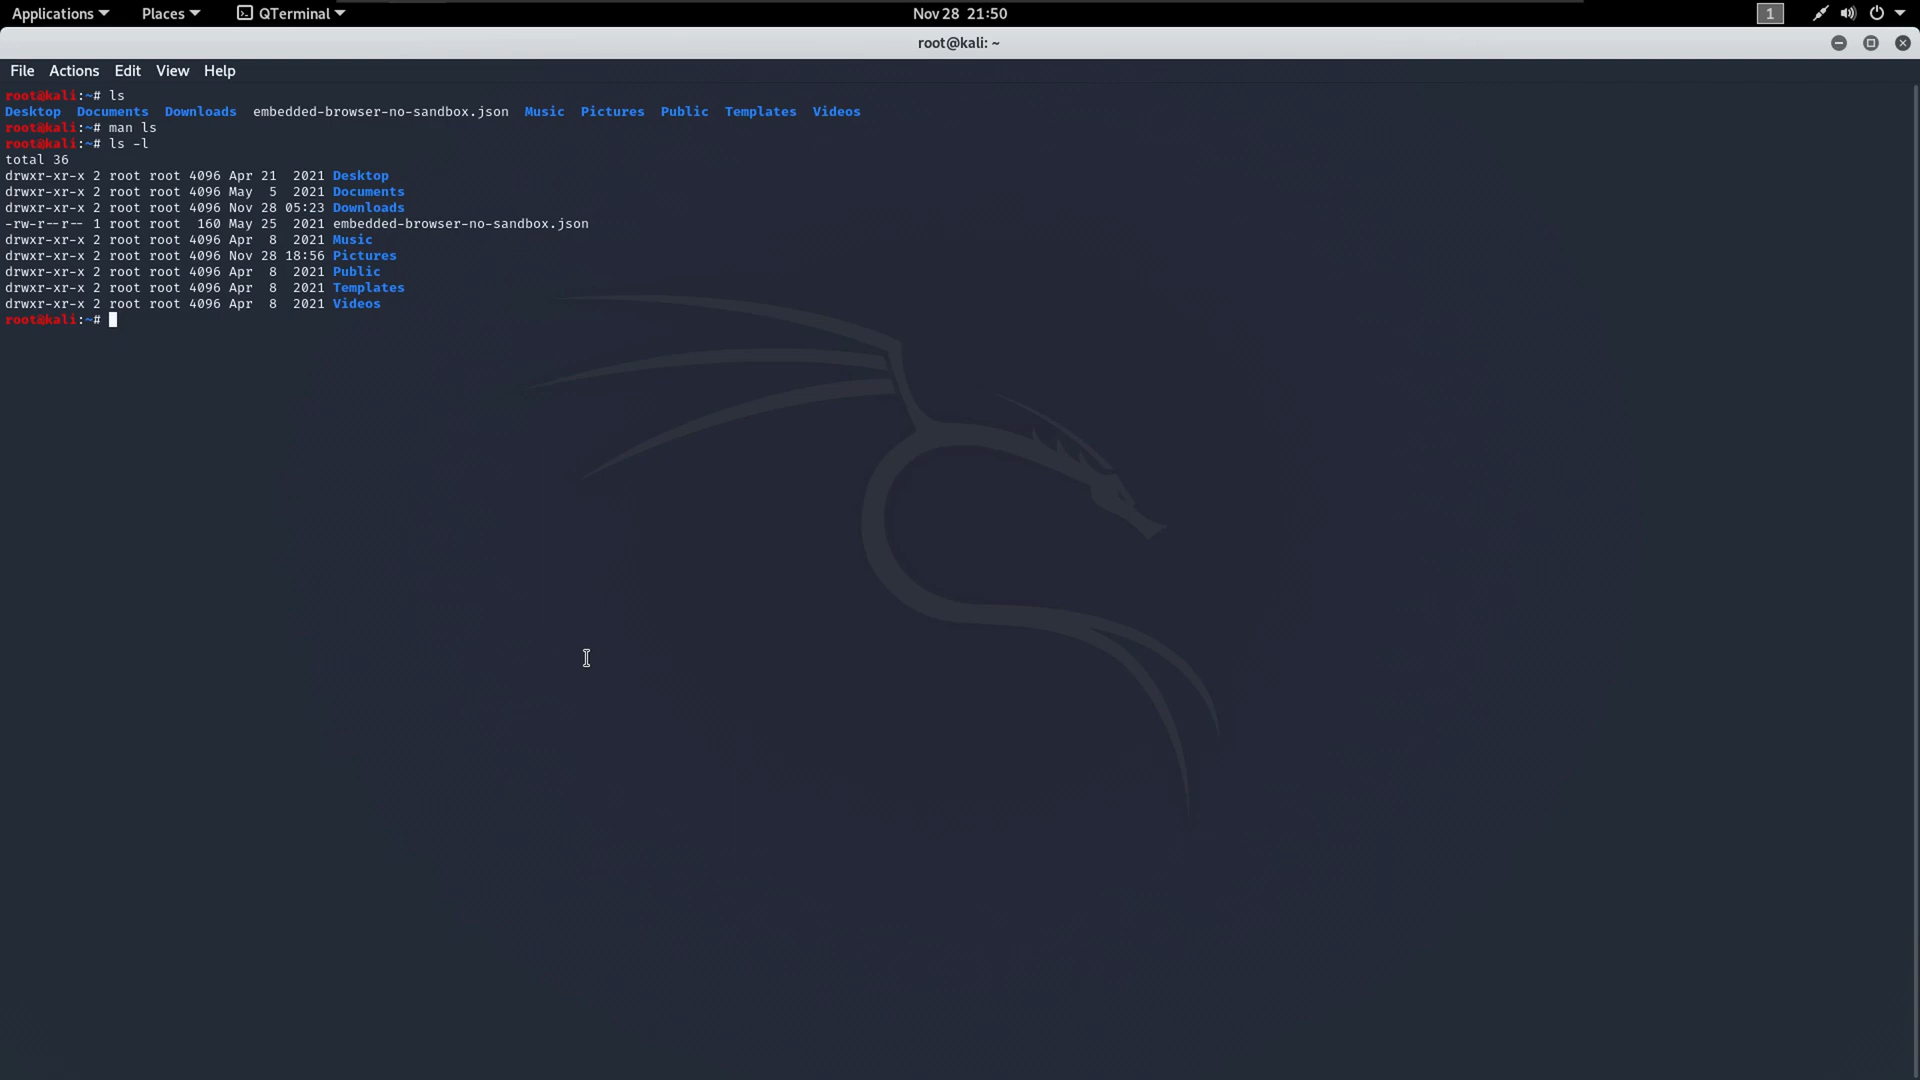 Applications Places QTerminal Nov 28 21:50 1
root@kali: ~
File Actions Edit View Help
root@kali:~# ls
Desktop Documents Downloads embedded-browser-no-sandbox.json Music Pictures Public Templates Videos
root@kali:~# man ls
root@kali:~# ls -l
total 36
drwxr-xr-x 2 root root 4096 Apr 21  2021 Desktop
drwxr-xr-x 2 root root 4096 May  5  2021 Documents
drwxr-xr-x 2 root root 4096 Nov 28 05:23 Downloads
-rw-r--r-- 1 root root  160 May 25  2021 embedded-browser-no-sandbox.json
drwxr-xr-x 2 root root 4096 Apr  8  2021 Music
drwxr-xr-x 2 root root 4096 Nov 28 18:56 Pictures
drwxr-xr-x 2 root root 4096 Apr  8  2021 Public
drwxr-xr-x 2 root root 4096 Apr  8  2021 Templates
drwxr-xr-x 2 root root 4096 Apr  8  2021 Videos
root@kali:~#